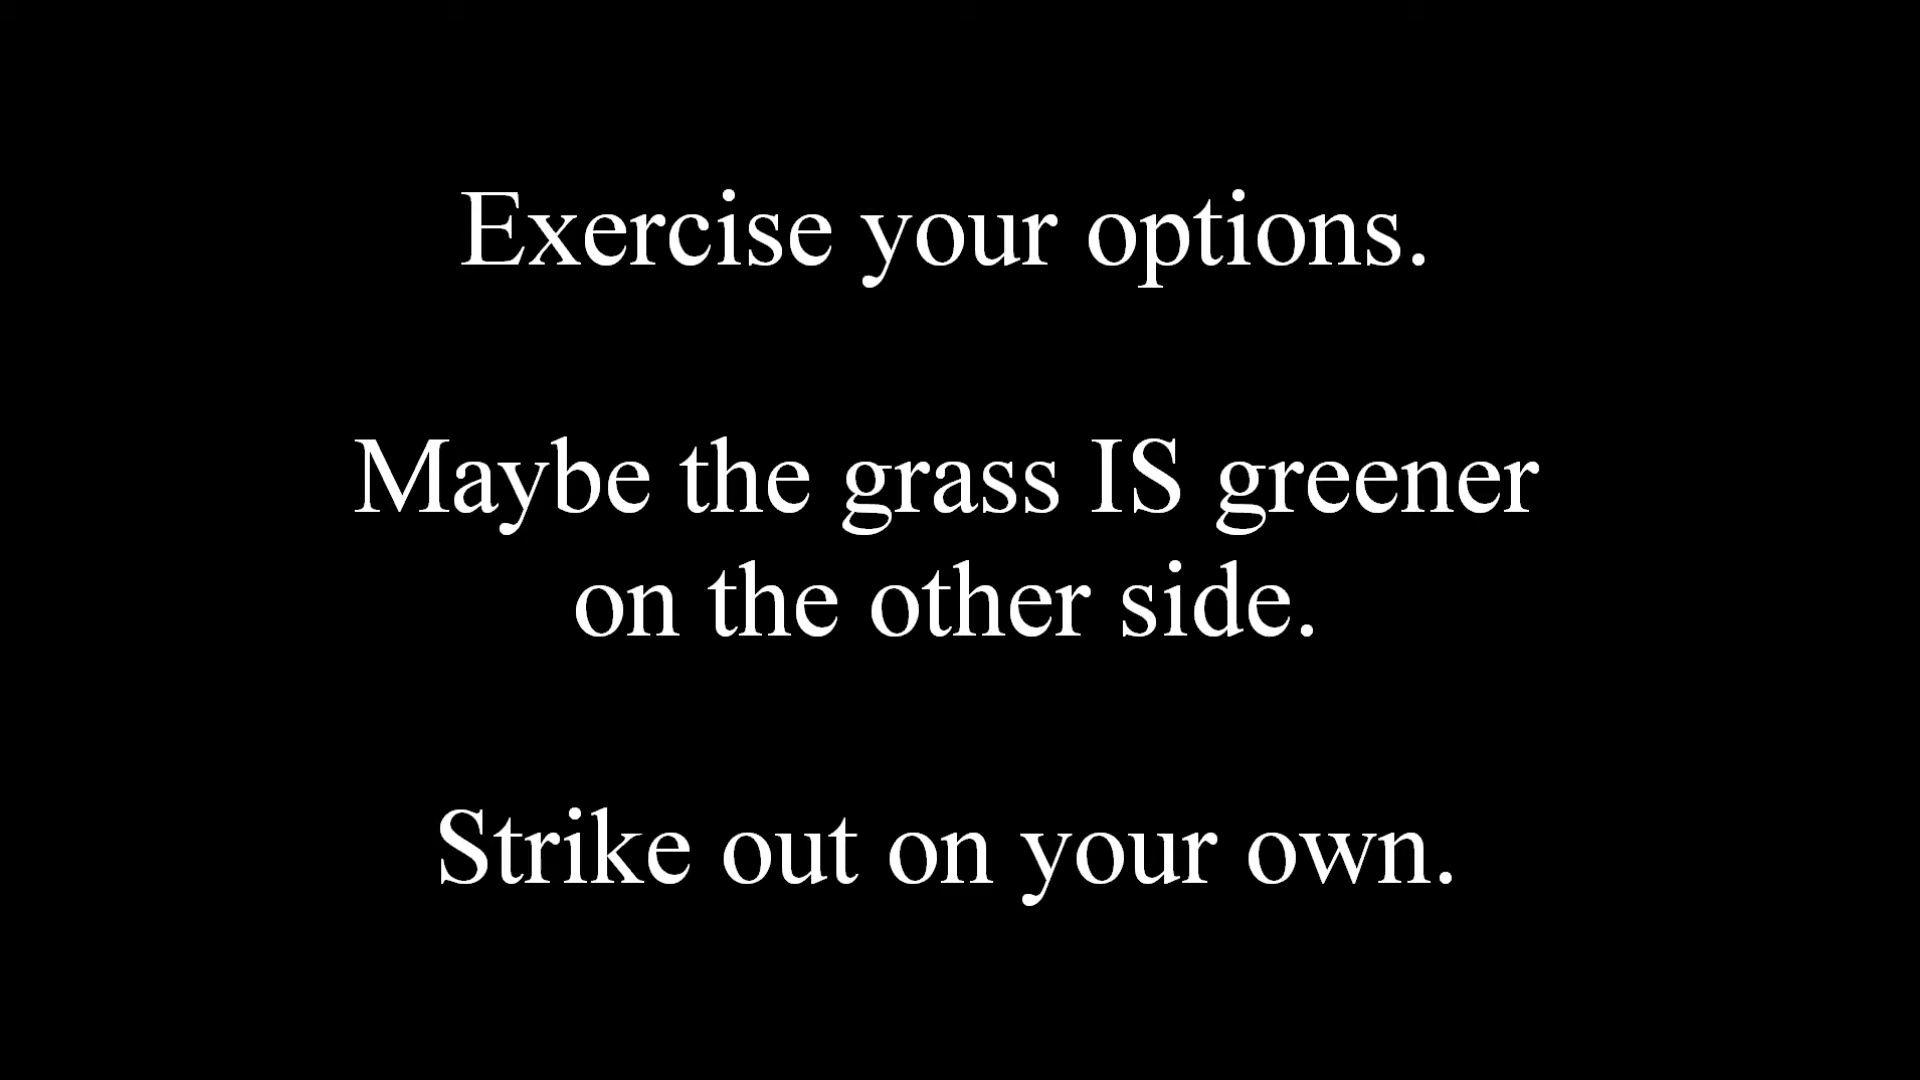 Exercise your options.
Maybe the grass IS greener
on the other side.
Strike out on your own.